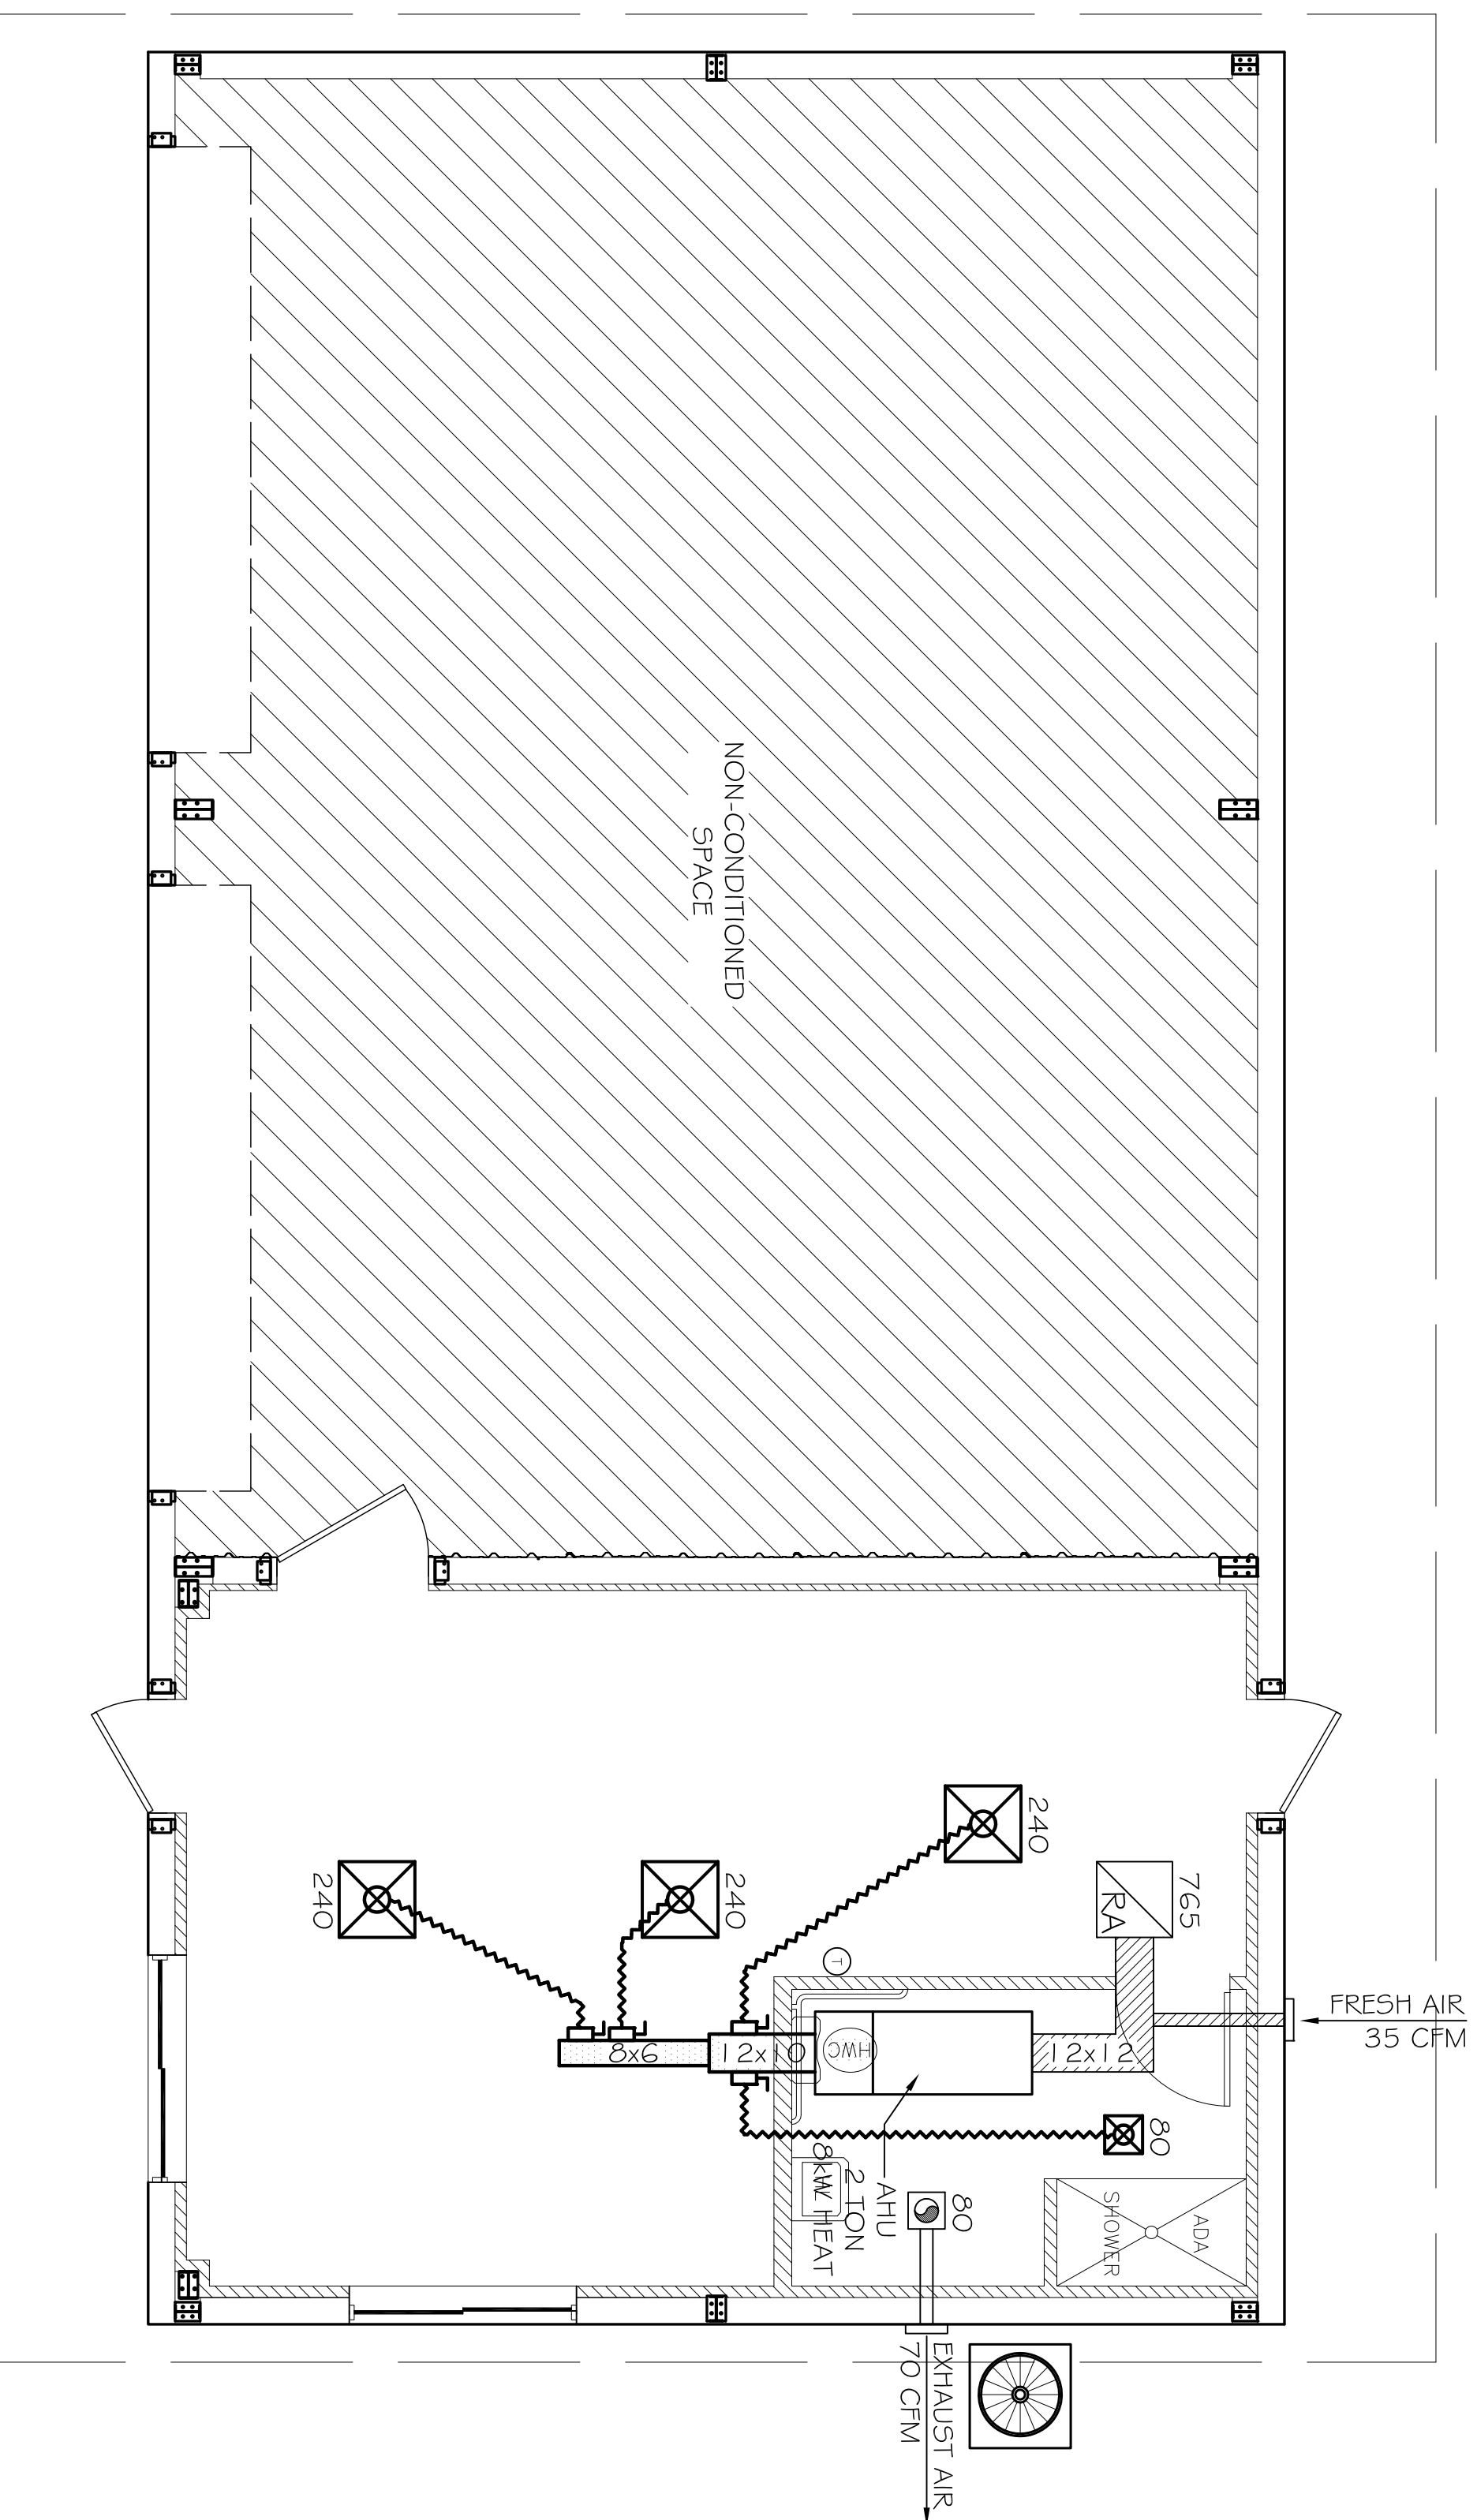 NON-CONDITIONED
SPACE
240
240
240
765
RA
T
FRESH AIR
35 CFM
8x6
12x10
HWC
12x12
80
AHU
2 TON
8kW HEAT
80
ADA
SHOWER
EXHAUST AIR
70 CFM